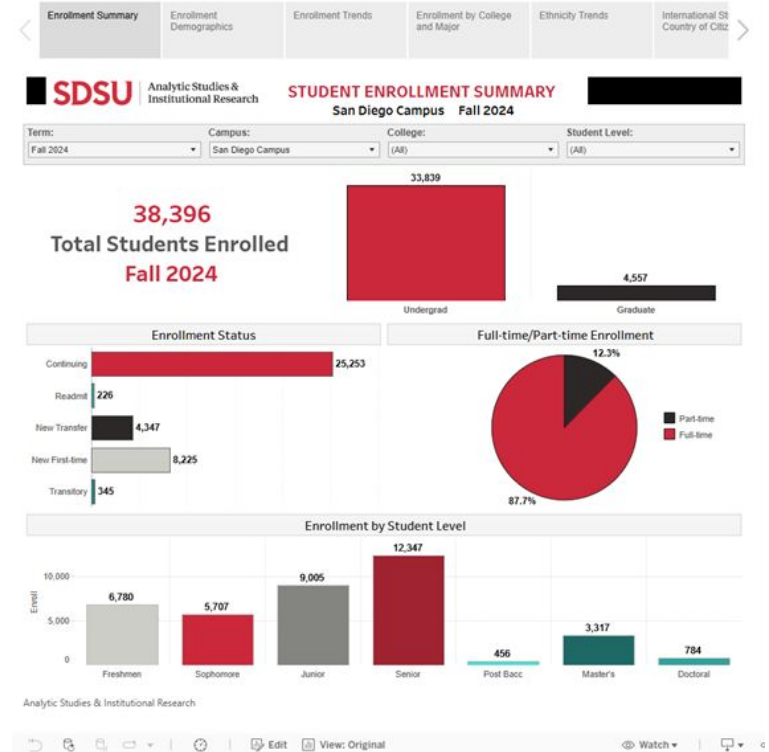 Enrollment Summary
Enrollment
Demographics
Enrollment Trends
Enrollment by College
and Major
Ethnicity Trends
International St
Country of Citiz
SDSU
Analytic Studies &
Institutional Research
STUDENT ENROLLMENT SUMMARY
San Diego Campus Fall 2024
Term:
Campus:
College:
Student Level:
Fall 2024
San Diego Campus
(All)
(All)
38,396
Total Students Enrolled
Fall 2024
33,839
4,557
Undergrad
Graduate
Enrollment Status
Continuing
25,253
Readmit
226
New Transfer
4,347
New First-time
8,225
Transitory
345
Full-time/Part-time Enrollment
12.3%
Part-time
Full-time
87.7%
Enrollment by Student Level
Enroll
10,000
5,000
0
6,780
5,707
9,005
12,347
456
3,317
784
Freshmen
Sophomore
Junior
Senior
Post Bacc
Master's
Doctoral
Analytic Studies & Institutional Research
Edit
View: Original
Watch